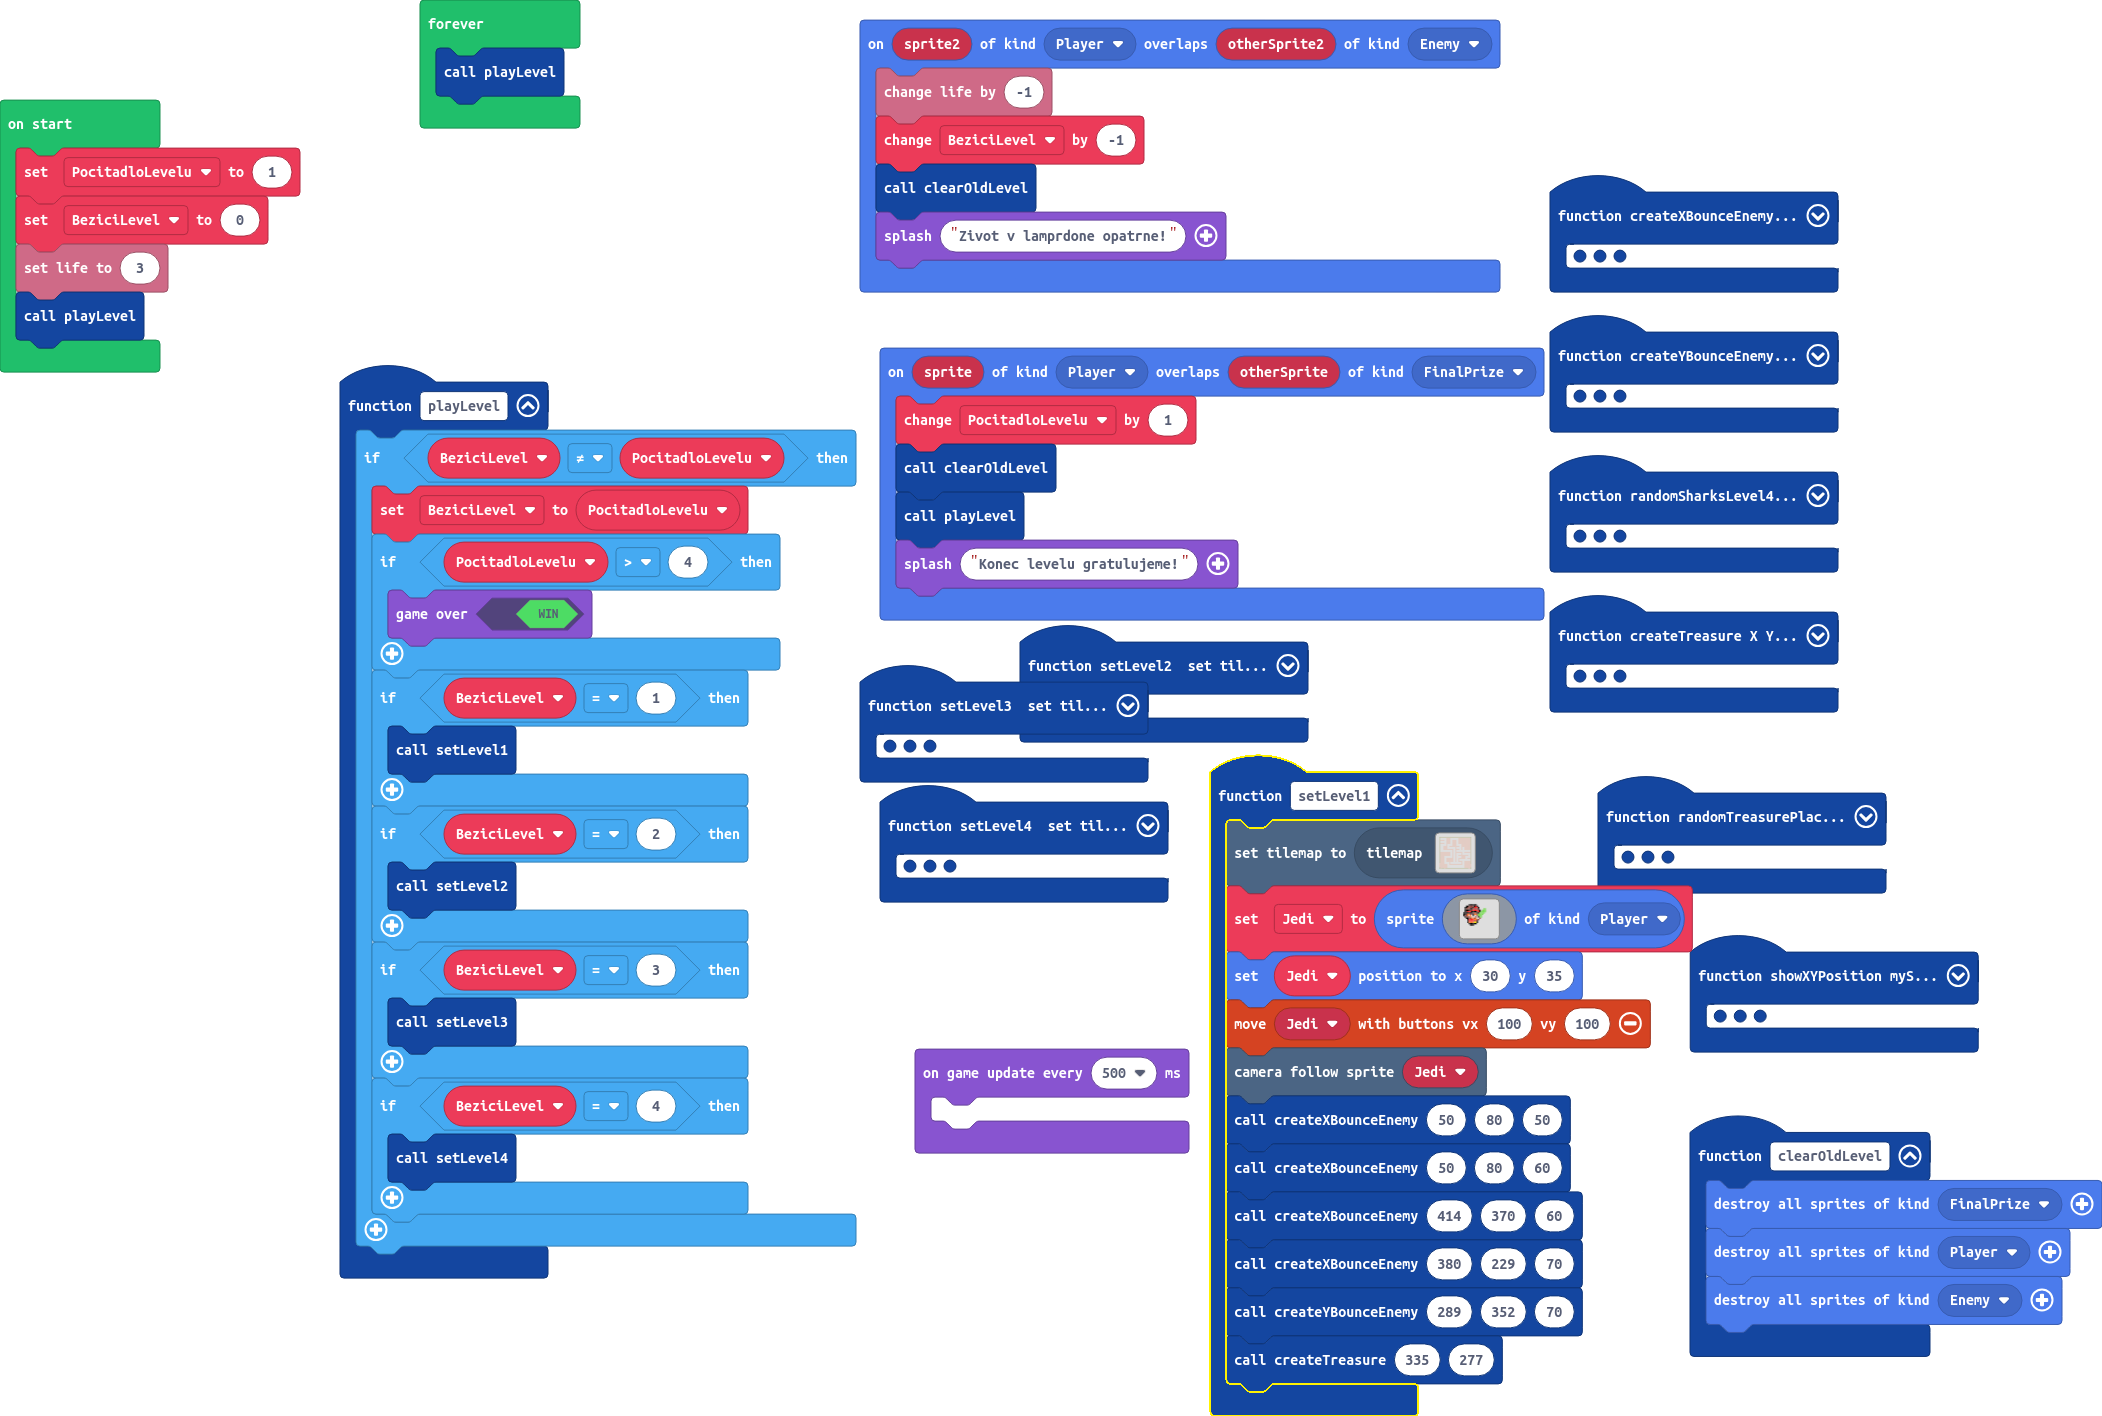 forever
call playLevel
on start
set PocitadloLevelu to 1
set BeziciLevel to 0
set life to 3
call playLevel
function playLevel
if BeziciLevel ≠ PocitadloLevelu then
set BeziciLevel to PocitadloLevelu
if PocitadloLevelu > 4 then
game over WIN
if BeziciLevel = 1 then
call setLevel1
if BeziciLevel = 2 then
call setLevel2
if BeziciLevel = 3 then
call setLevel3
if BeziciLevel = 4 then
call setLevel4
on sprite2 of kind Player overlaps otherSprite2 of kind Enemy
change life by -1
change BeziciLevel by -1
call clearOldLevel
splash "Zivot v lamprdone opatrne!"
on sprite of kind Player overlaps otherSprite of kind FinalPrize
change PocitadloLevelu by 1
call clearOldLevel
call playLevel
splash "Konec levelu gratulujeme!"
function createXBounceEnemy...
function createYBounceEnemy...
function randomSharksLevel4...
function createTreasure X Y...
function setLevel2 set til...
function setLevel3 set til...
function setLevel4 set til...
function setLevel1
set tilemap to tilemap
set Jedi to sprite of kind Player
set Jedi position to x 30 y 35
move Jedi with buttons vx 100 vy 100
camera follow sprite Jedi
call createXBounceEnemy 50 80 50
call createXBounceEnemy 50 80 60
call createXBounceEnemy 414 370 60
call createXBounceEnemy 380 229 70
call createYBounceEnemy 289 352 70
call createTreasure 335 277
on game update every 500 ms
function randomTreasurePlac...
function showXYPosition myS...
function clearOldLevel
destroy all sprites of kind FinalPrize
destroy all sprites of kind Player
destroy all sprites of kind Enemy